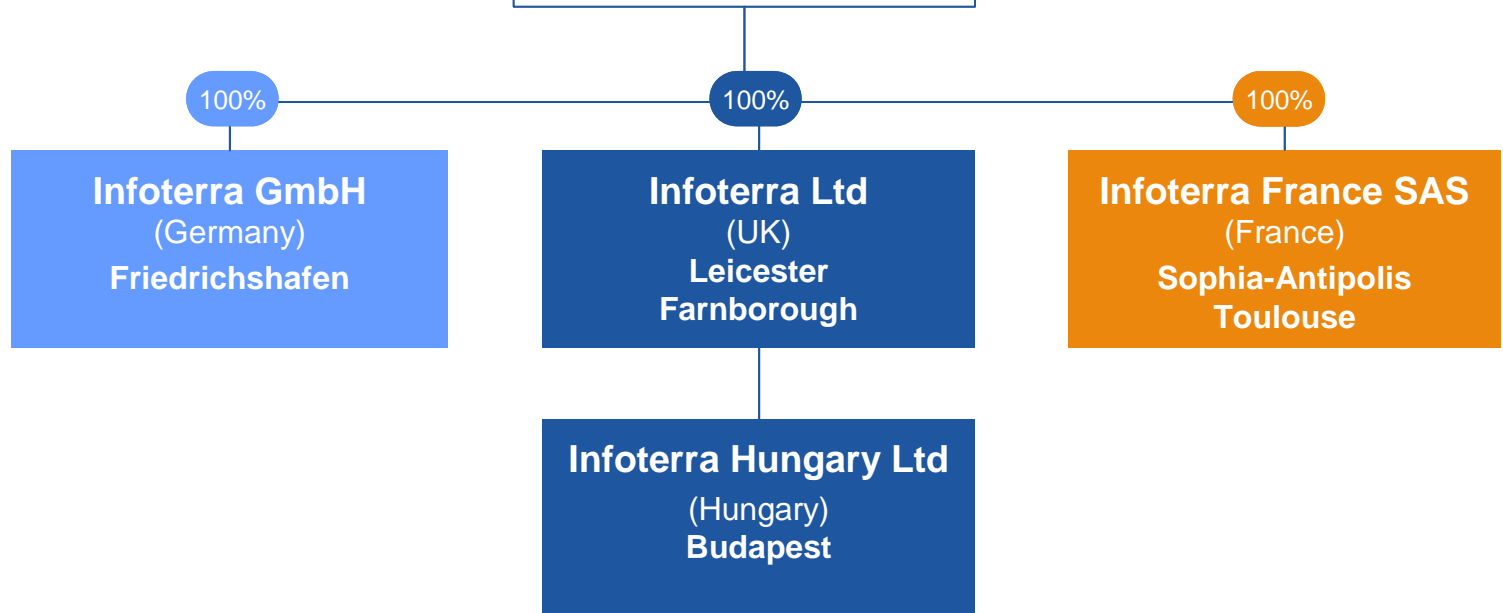 100%
100%
100%
Infoterra GmbH
(Germany)
Friedrichshafen
Infoterra Ltd
(UK)
Leicester
Farnborough
Infoterra France SAS
(France)
Sophia-Antipolis
Toulouse
Infoterra Hungary Ltd
(Hungary)
Budapest